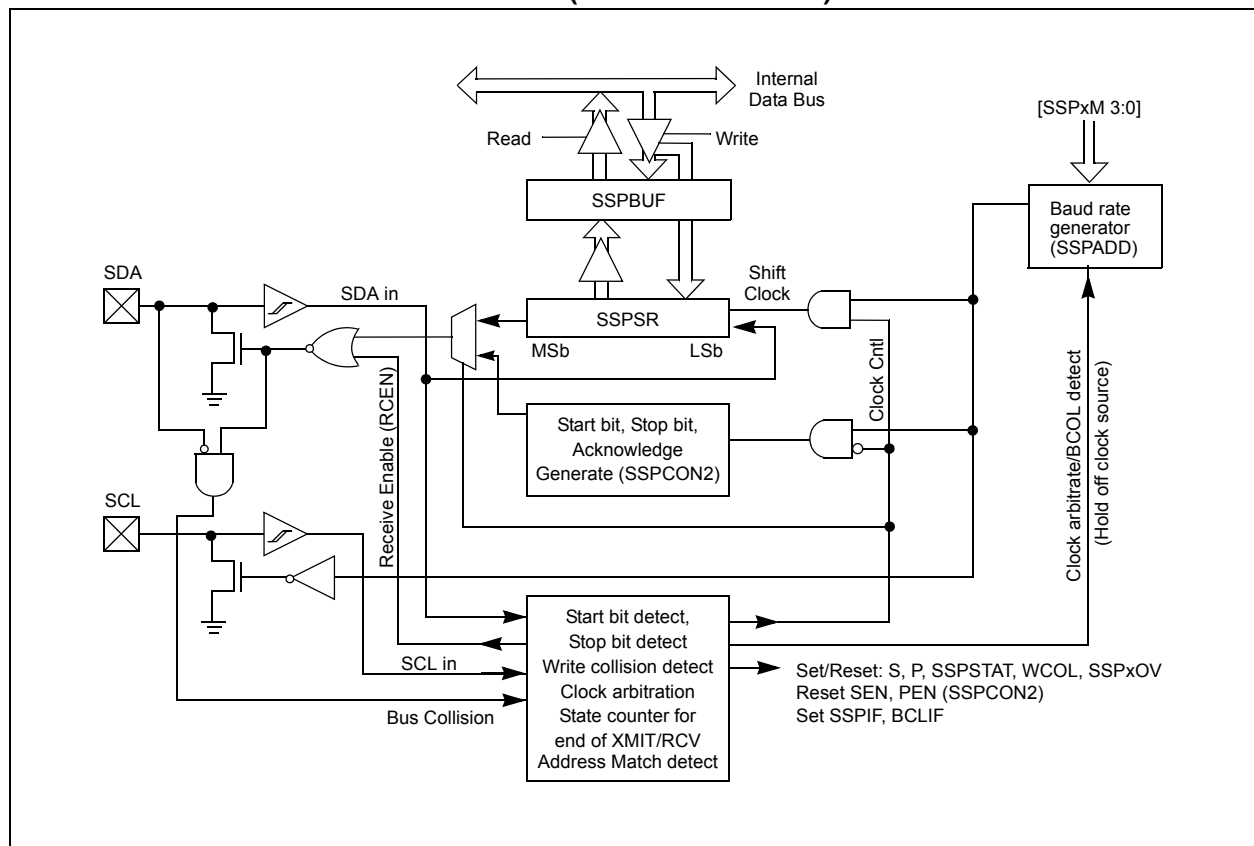 Internal
Data Bus
[SSPxM 3:0]
Read
Write
SSPBUF
Baud rate
generator
(SSPADD)
SDA
SDA in
Shift
Clock
SSPSR
MSb
LSb
Clock Cntl
Start bit, Stop bit,
Acknowledge
Generate (SSPCON2)
Receive Enable (RCEN)
Clock arbitrate/BCOL detect
(Hold off clock source)
SCL
SCL in
Bus Collision
Start bit detect,
Stop bit detect
Write collision detect
Clock arbitration
State counter for
end of XMIT/RCV
Address Match detect
Set/Reset: S, P, SSPSTAT, WCOL, SSPxOV
Reset SEN, PEN (SSPCON2)
Set SSPIF, BCLIF